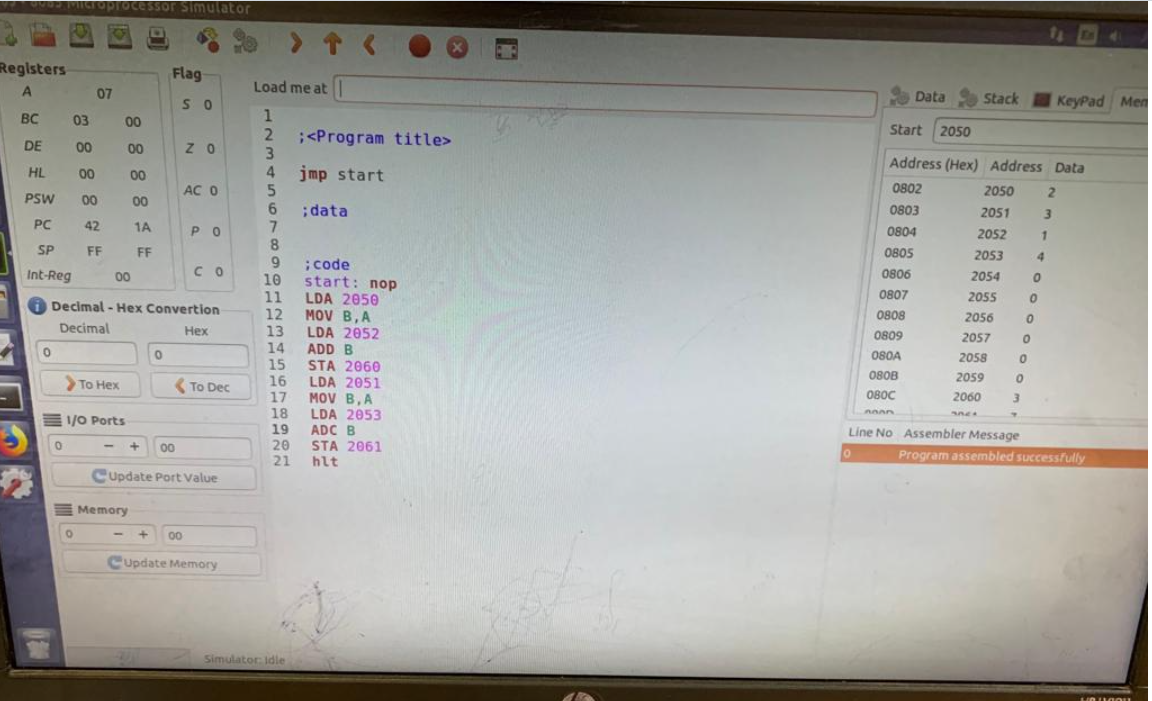 8085 Microprocessor Simulator
En
Registers
A 07
BC 03 00
DE 00 00
HL 00 00
PSW 00 00
PC 42 1A
SP FF FF
Int-Reg 00
Flag
S 0
Z 0
AC 0
P 0
C 0
Decimal - Hex Convertion
Decimal Hex
0 0
To Hex To Dec
I/O Ports
0 - + 00
Update Port Value
Memory
0 - + 00
Update Memory
Load me at
1
2 ;<Program title>
3
4 jmp start
5
6 ;data
7
8
9 ;code
10 start: nop
11 LDA 2050
12 MOV B,A
13 LDA 2052
14 ADD B
15 STA 2060
16 LDA 2051
17 MOV B,A
18 LDA 2053
19 ADC B
20 STA 2061
21 hlt
Data Stack KeyPad Mem
Start 2050
Address (Hex) Address Data
0802 2050 2
0803 2051 3
0804 2052 1
0805 2053 4
0806 2054 0
0807 2055 0
0808 2056 0
0809 2057 0
080A 2058 0
080B 2059 0
080C 2060 3
Line No Assembler Message
0 Program assembled successfully
Simulator: Idle